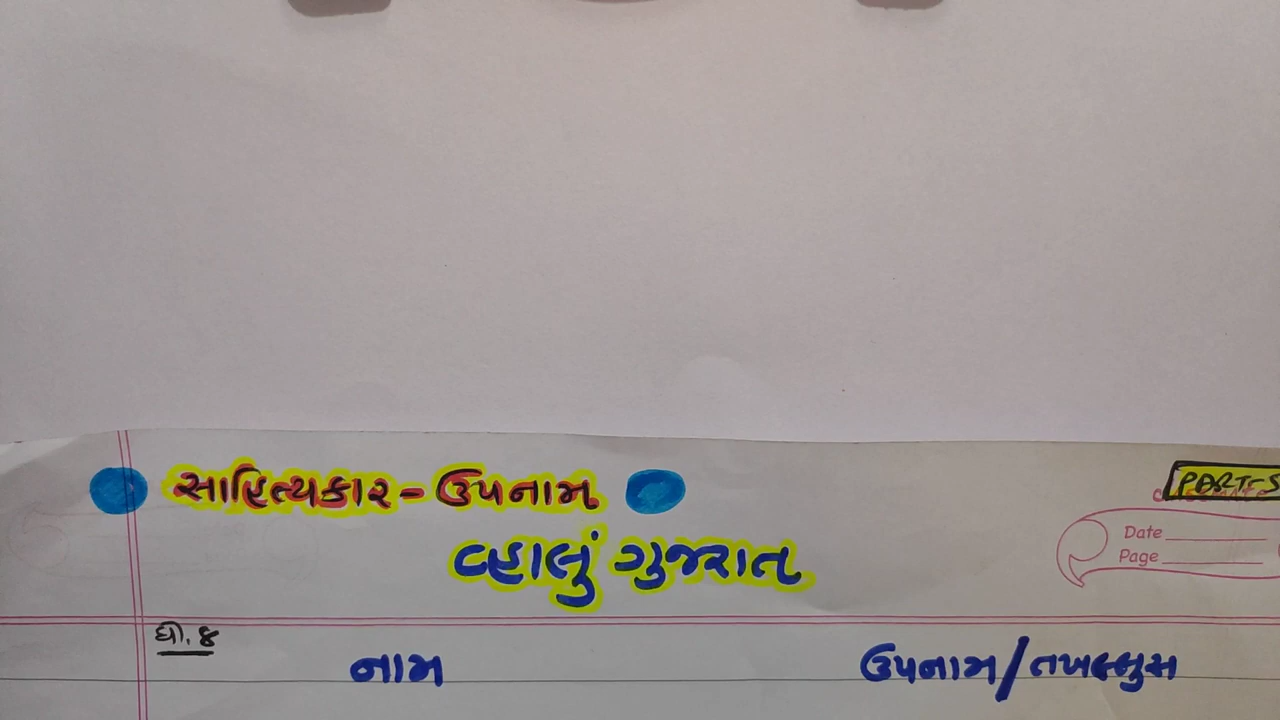 સાહિત્યકાર - ઉપનામ
PART-5
વ્હાલું ગુજરાત
Date
Page
ધો. ૪
નામ
ઉપનામ/તખલ્લુસ